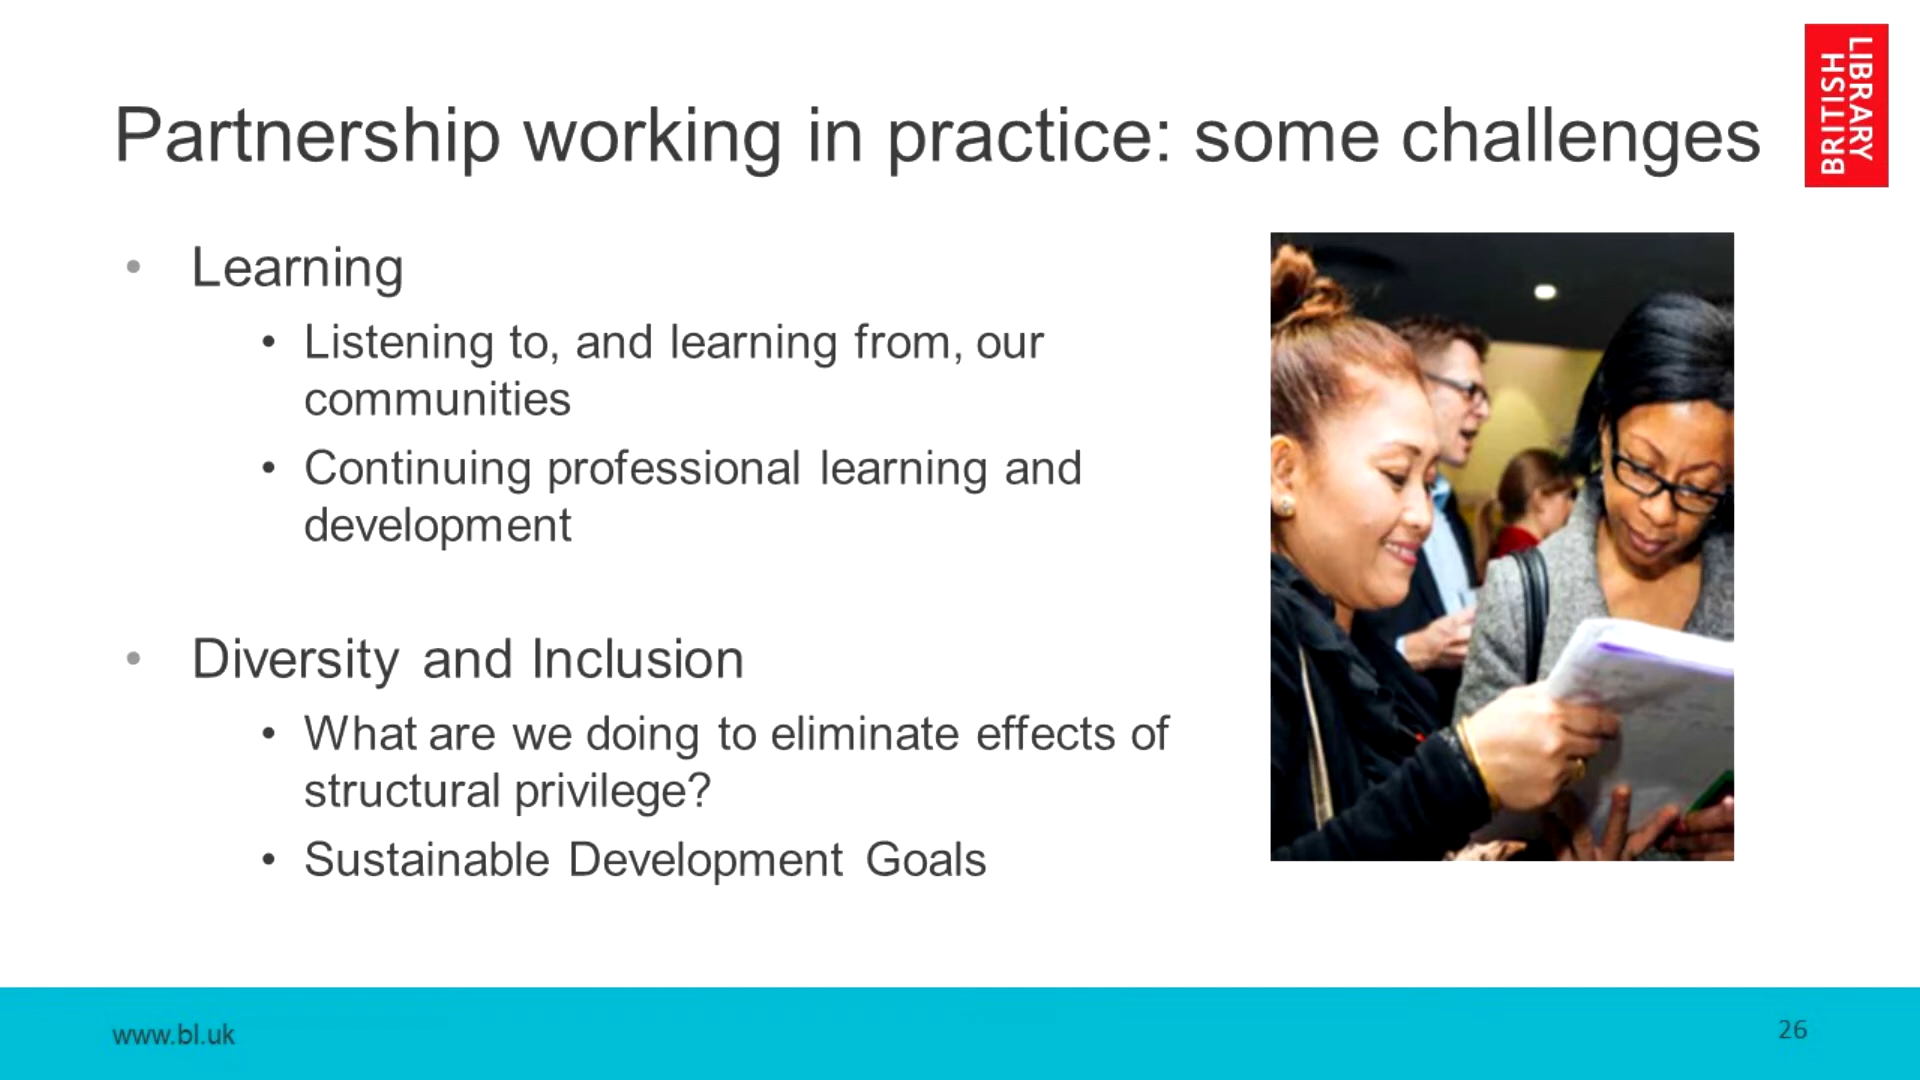 LIBRARY
BRITISH
Partnership working in practice: some challenges
• Learning
• Listening to, and learning from, our
communities
• Continuing professional learning and
development
• Diversity and Inclusion
• What are we doing to eliminate effects of
structural privilege?
• Sustainable Development Goals
www.bl.uk
26